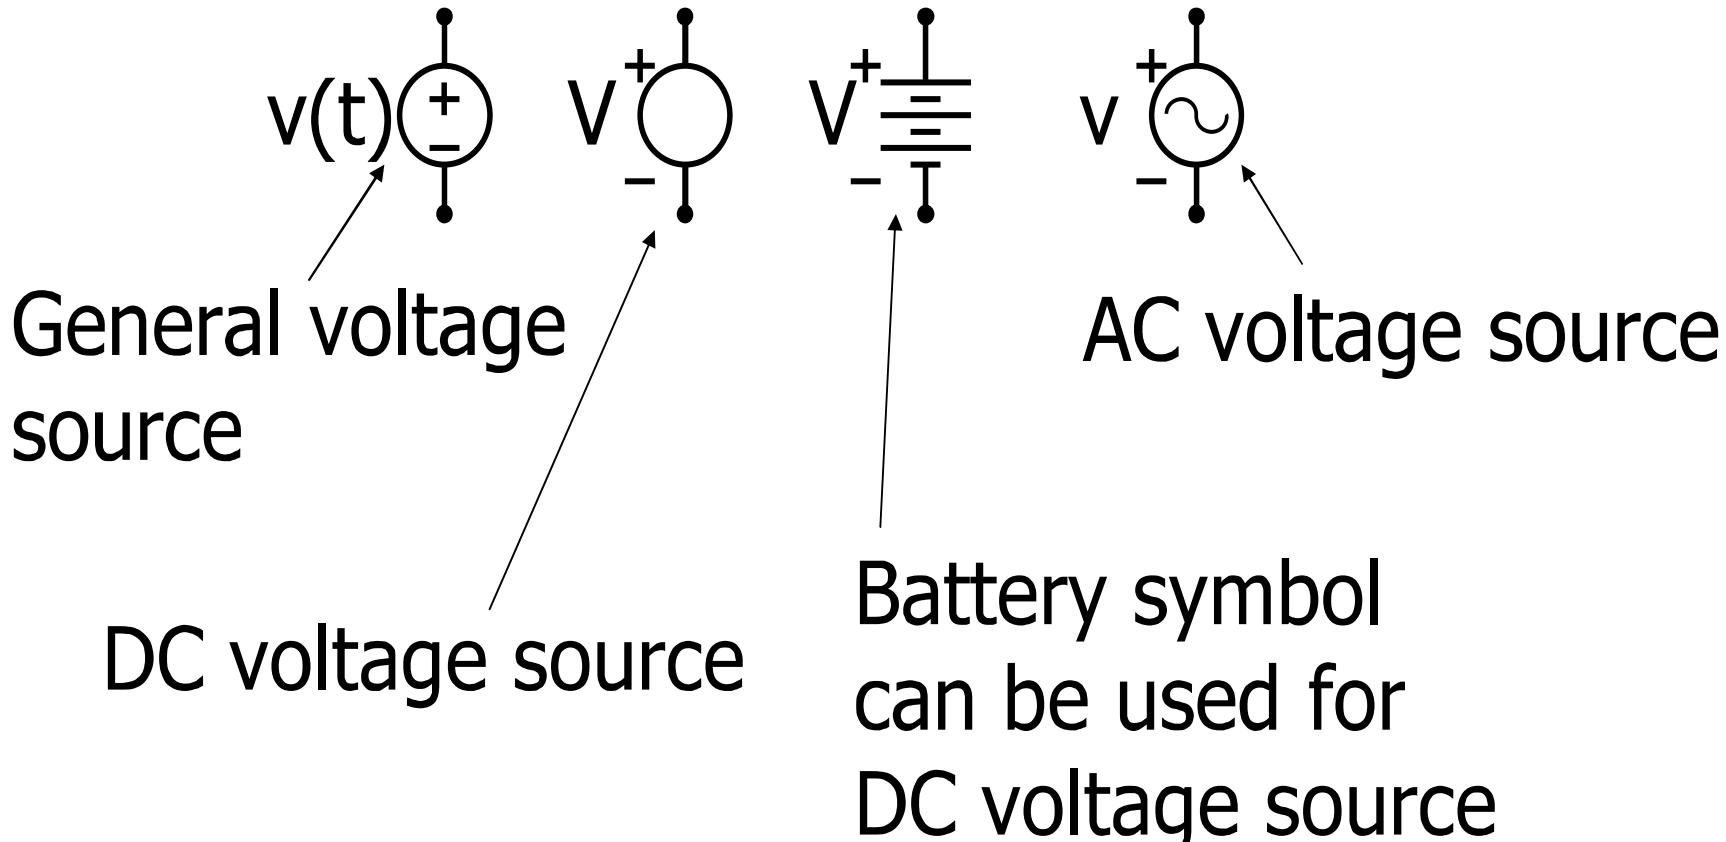 v(t) + − V + − V + − v + −
General voltage
source
AC voltage source
DC voltage source
Battery symbol
can be used for
DC voltage source